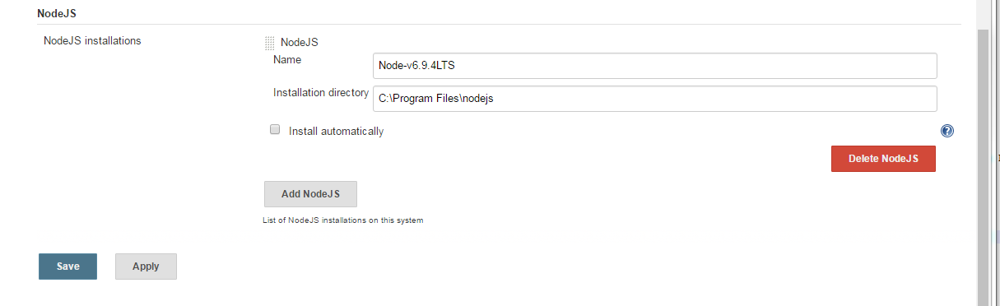 NodeJS
NodeJS installations
NodeJS
Name
Node-v6.9.4LTS
Installation directory
C:\Program Files\nodejs
Install automatically
?
Delete NodeJS
Add NodeJS
List of NodeJS installations on this system
Save
Apply